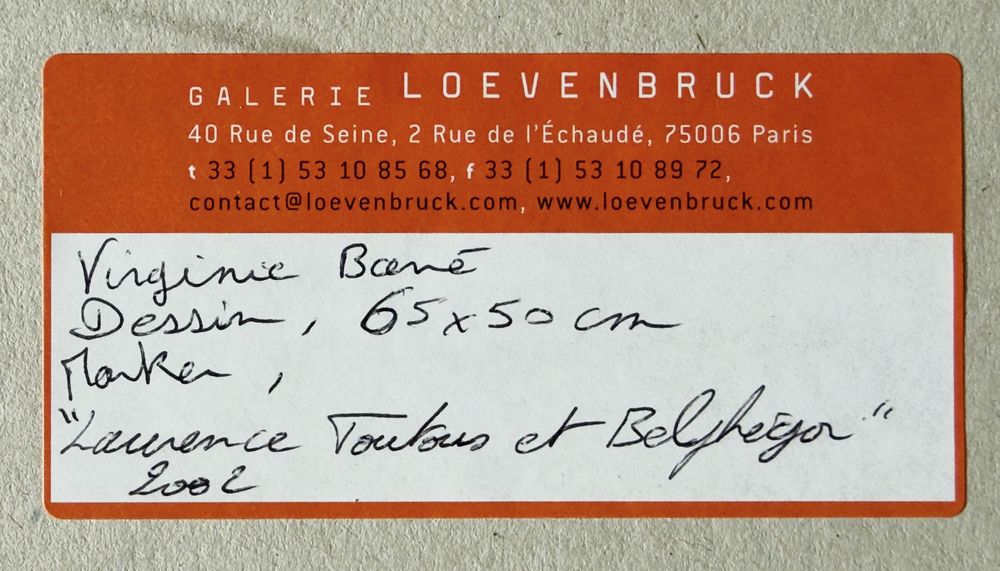 GALERIE LOEVENBRUCK
40 Rue de Seine, 2 Rue de l'Échaudé, 75006 Paris
t 33 (1) 53 10 85 68, f 33 (1) 53 10 89 72,
contact@loevenbruck.com, www.loevenbruck.com
Virginie Barré
Dessin, 65x50 cm
Marker,
"Laurence Toutous et Belphégor"
2002